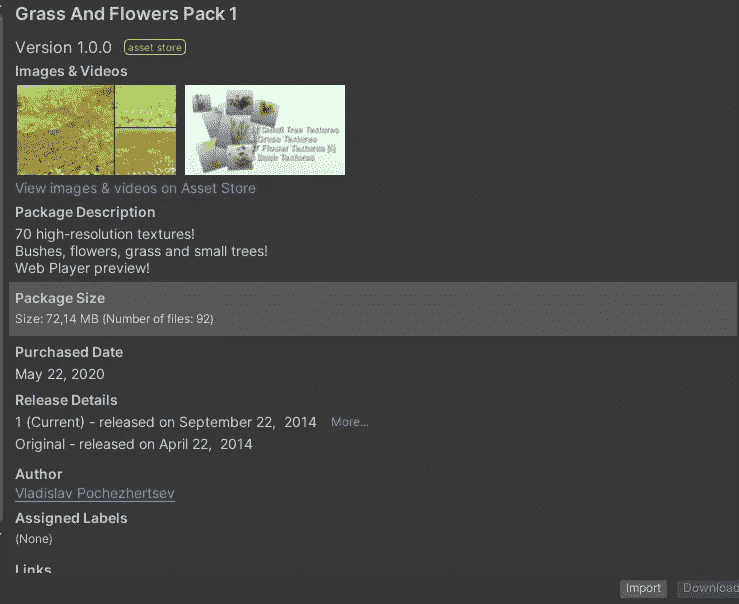 Grass And Flowers Pack 1
Version 1.0.0 asset store
Images & Videos
Small Tree Textures
Grass Textures
Flower Textures
Bush Textures
View images & videos on Asset Store
Package Description
70 high-resolution textures!
Bushes, flowers, grass and small trees!
Web Player preview!
Package Size
Size: 72,14 MB (Number of files: 92)
Purchased Date
May 22, 2020
Release Details
1 (Current) - released on September 22, 2014 More...
Original - released on April 22, 2014
Author
Vladislav Pochezhertsev
Assigned Labels
(None)
Links
Import Download